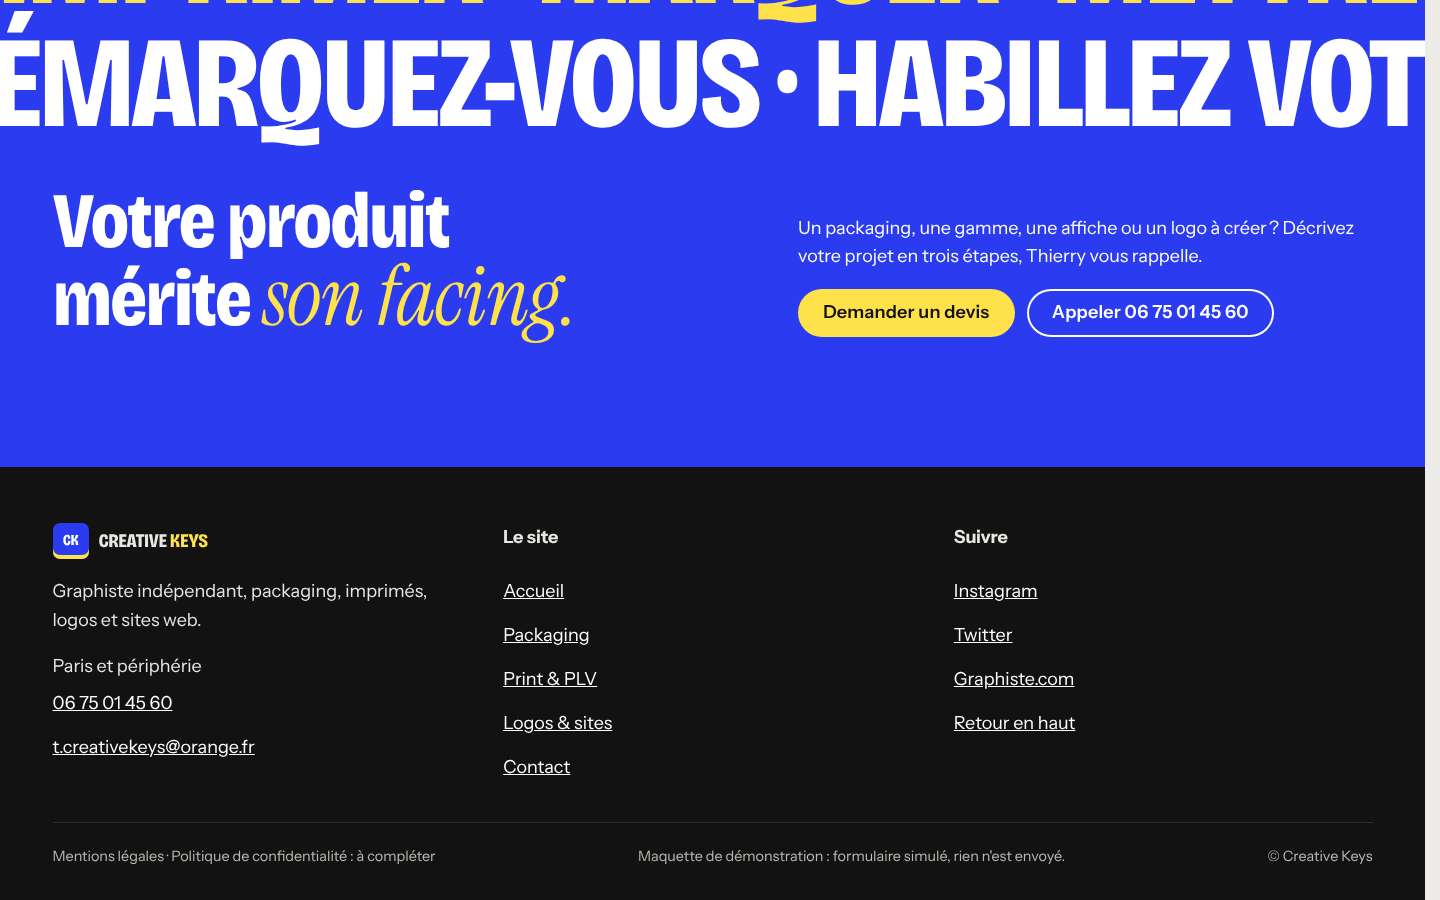 ÉMARQUEZ-VOUS · HABILLEZ VOT
Votre produit
mérite son facing.
Un packaging, une gamme, une affiche ou un logo à créer ? Décrivez
votre projet en trois étapes, Thierry vous rappelle.
Demander un devis
Appeler 06 75 01 45 60
CK CREATIVE KEYS
Graphiste indépendant, packaging, imprimés,
logos et sites web.
Paris et périphérie
06 75 01 45 60
t.creativekeys@orange.fr
Le site
Accueil
Packaging
Print & PLV
Logos & sites
Contact
Suivre
Instagram
Twitter
Graphiste.com
Retour en haut
Mentions légales · Politique de confidentialité : à compléter
Maquette de démonstration : formulaire simulé, rien n'est envoyé.
© Creative Keys